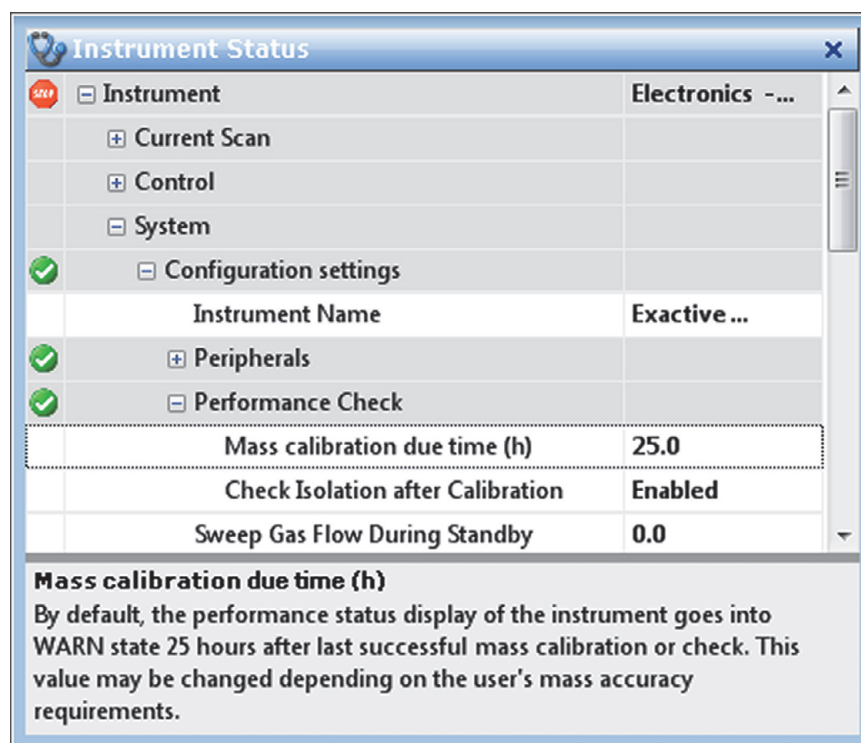 Instrument Status
STOP Instrument Electronics -...
Current Scan
Control
System
Configuration settings
Instrument Name Exactive ...
Peripherals
Performance Check
Mass calibration due time (h) 25.0
Check Isolation after Calibration Enabled
Sweep Gas Flow During Standby 0.0
Mass calibration due time (h)
By default, the performance status display of the instrument goes into
WARN state 25 hours after last successful mass calibration or check. This
value may be changed depending on the user's mass accuracy
requirements.